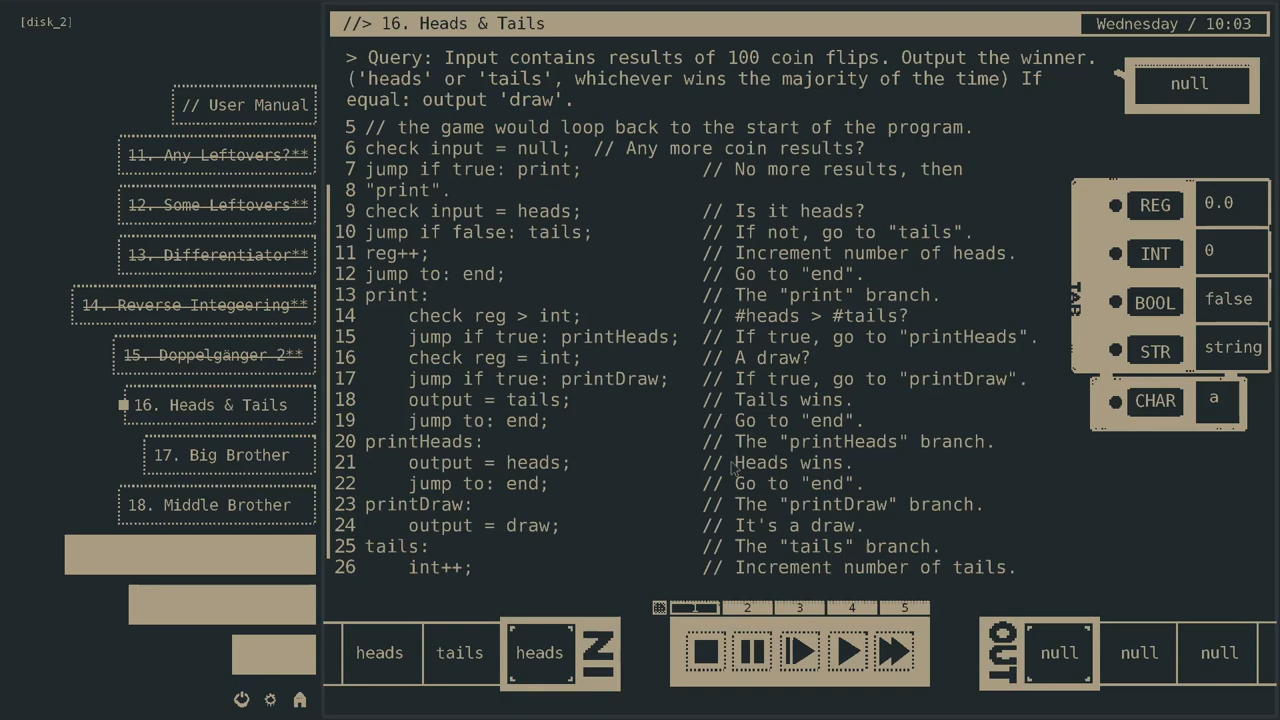 [disk_2]
//> 16. Heads & Tails
Wednesday / 10:03
> Query: Input contains results of 100 coin flips. Output the winner.
('heads' or 'tails', whichever wins the majority of the time) If
equal: output 'draw'.
null
// User Manual
11. Any Leftovers?**
12. Some Leftovers**
13. Differentiator**
14. Reverse Integeering**
15. Doppelgänger 2**
16. Heads & Tails
17. Big Brother
18. Middle Brother
5 // the game would loop back to the start of the program.
6 check input = null;  // Any more coin results?
7 jump if true: print;           // No more results, then
8 "print".
9 check input = heads;           // Is it heads?
10 jump if false: tails;          // If not, go to "tails".
11 reg++;                         // Increment number of heads.
12 jump to: end;                  // Go to "end".
13 print:                         // The "print" branch.
14     check reg > int;           // #heads > #tails?
15     jump if true: printHeads;  // If true, go to "printHeads".
16     check reg = int;           // A draw?
17     jump if true: printDraw;   // If true, go to "printDraw".
18     output = tails;            // Tails wins.
19     jump to: end;              // Go to "end".
20 printHeads:                    // The "printHeads" branch.
21     output = heads;            // Heads wins.
22     jump to: end;              // Go to "end".
23 printDraw:                     // The "printDraw" branch.
24     output = draw;             // It's a draw.
25 tails:                         // The "tails" branch.
26     int++;                     // Increment number of tails.
TAB
REG 0.0
INT 0
BOOL false
STR string
CHAR a
1 2 3 4 5
heads tails heads IN
OUT null null null